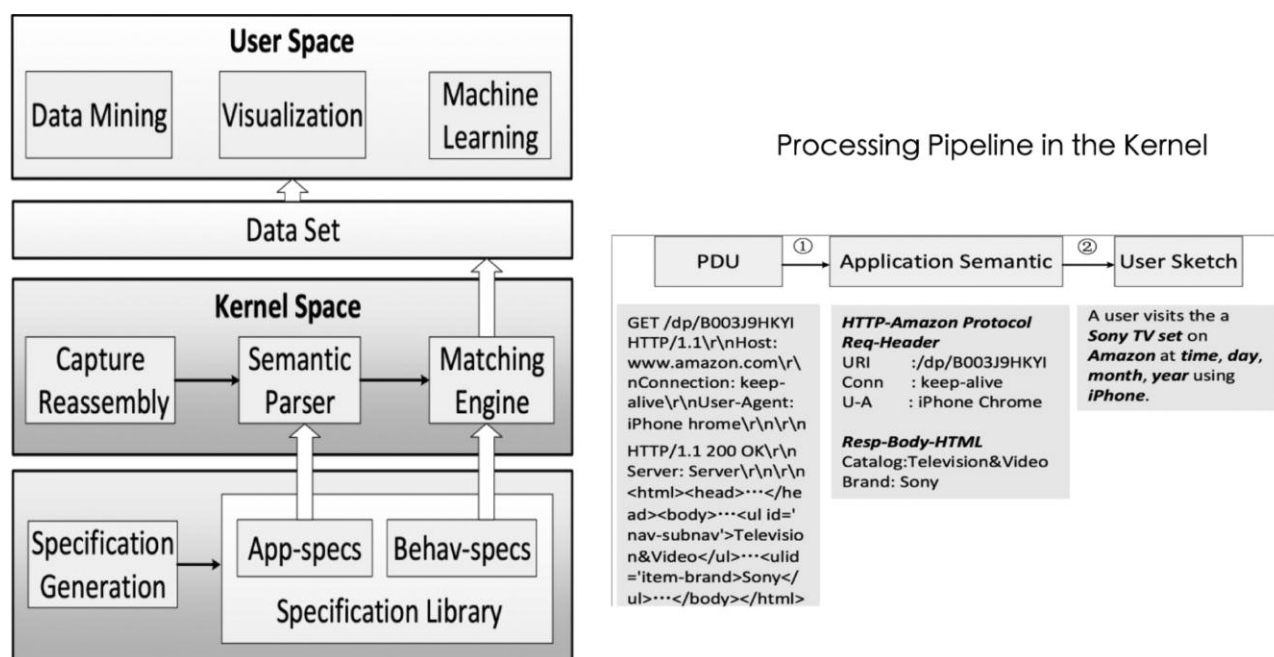 User Space
Data Mining
Visualization
Machine
Learning
Data Set
Kernel Space
Capture
Reassembly
Semantic
Parser
Matching
Engine
Specification
Generation
App-specs
Behav-specs
Specification Library
Processing Pipeline in the Kernel
PDU
①
Application Semantic
②
User Sketch
GET /dp/B003J9HKYI
HTTP/1.1\r\nHost:
www.amazon.com\r\
nConnection: keep-
alive\r\nUser-Agent:
iPhone hrome\r\n\r\n
HTTP/1.1 200 OK\r\n
Server: Server\r\n\r\n
<html><head>⋯</he
ad><body>⋯<ul id='
nav-subnav'>Televisio
n&Video</ul>⋯<ulid
='item-brand>Sony</
ul>⋯</body></html>
HTTP-Amazon Protocol
Req-Header
URI :/dp/B003J9HKYI
Conn : keep-alive
U-A : iPhone Chrome
Resp-Body-HTML
Catalog:Television&Video
Brand: Sony
A user visits the a
Sony TV set on
Amazon at time, day,
month, year using
iPhone.